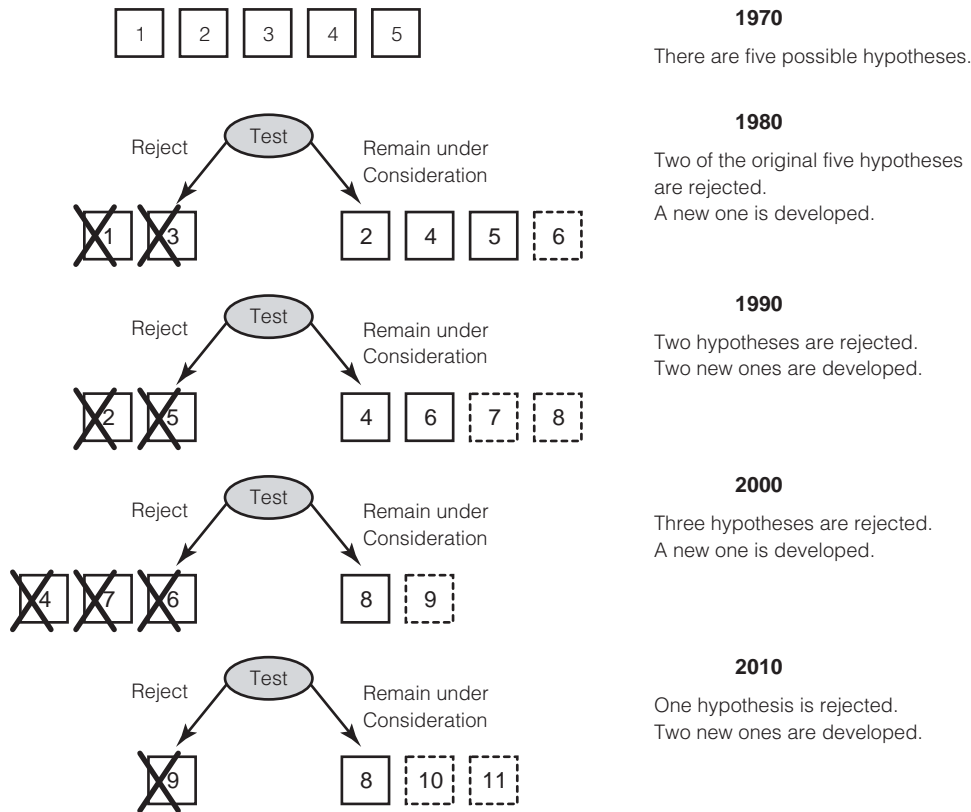 1 2 3 4 5
1970
There are five possible hypotheses.
1980
Test
Reject
Remain under
Consideration
Two of the original five hypotheses
are rejected.
A new one is developed.
1 3 2 4 5 6
1990
Test
Reject
Remain under
Consideration
Two hypotheses are rejected.
Two new ones are developed.
2 5 4 6 7 8
2000
Test
Reject
Remain under
Consideration
Three hypotheses are rejected.
A new one is developed.
4 7 6 8 9
2010
Test
Reject
Remain under
Consideration
One hypothesis is rejected.
Two new ones are developed.
9 8 10 11